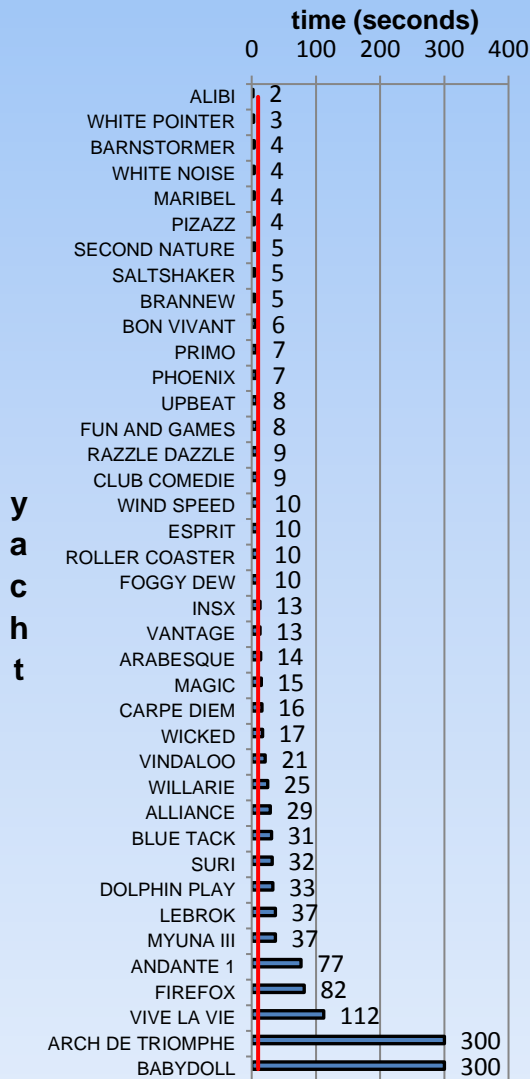 time (seconds)
0 100 200 300 400
ALIBI 2
WHITE POINTER 3
BARNSTORMER 4
WHITE NOISE 4
MARIBEL 4
PIZAZZ 4
SECOND NATURE 5
SALTSHAKER 5
BRANNEW 5
BON VIVANT 6
PRIMO 7
PHOENIX 7
UPBEAT 8
FUN AND GAMES 8
RAZZLE DAZZLE 9
CLUB COMEDIE 9
WIND SPEED 10
ESPRIT 10
ROLLER COASTER 10
FOGGY DEW 10
INSX 13
VANTAGE 13
ARABESQUE 14
MAGIC 15
CARPE DIEM 16
WICKED 17
VINDALOO 21
WILLARIE 25
ALLIANCE 29
BLUE TACK 31
SURI 32
DOLPHIN PLAY 33
LEBROK 37
MYUNA III 37
ANDANTE 1 77
FIREFOX 82
VIVE LA VIE 112
ARCH DE TRIOMPHE 300
BABYDOLL 300
yacht